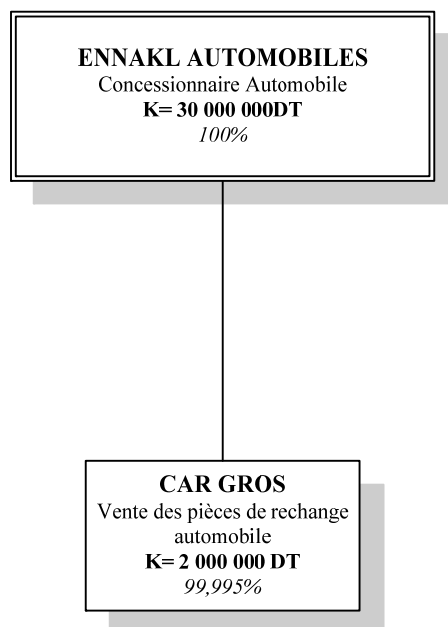 ENNAKL AUTOMOBILES
Concessionnaire Automobile
K= 30 000 000DT
100%
CAR GROS
Vente des pièces de rechange
automobile
K= 2 000 000 DT
99,995%